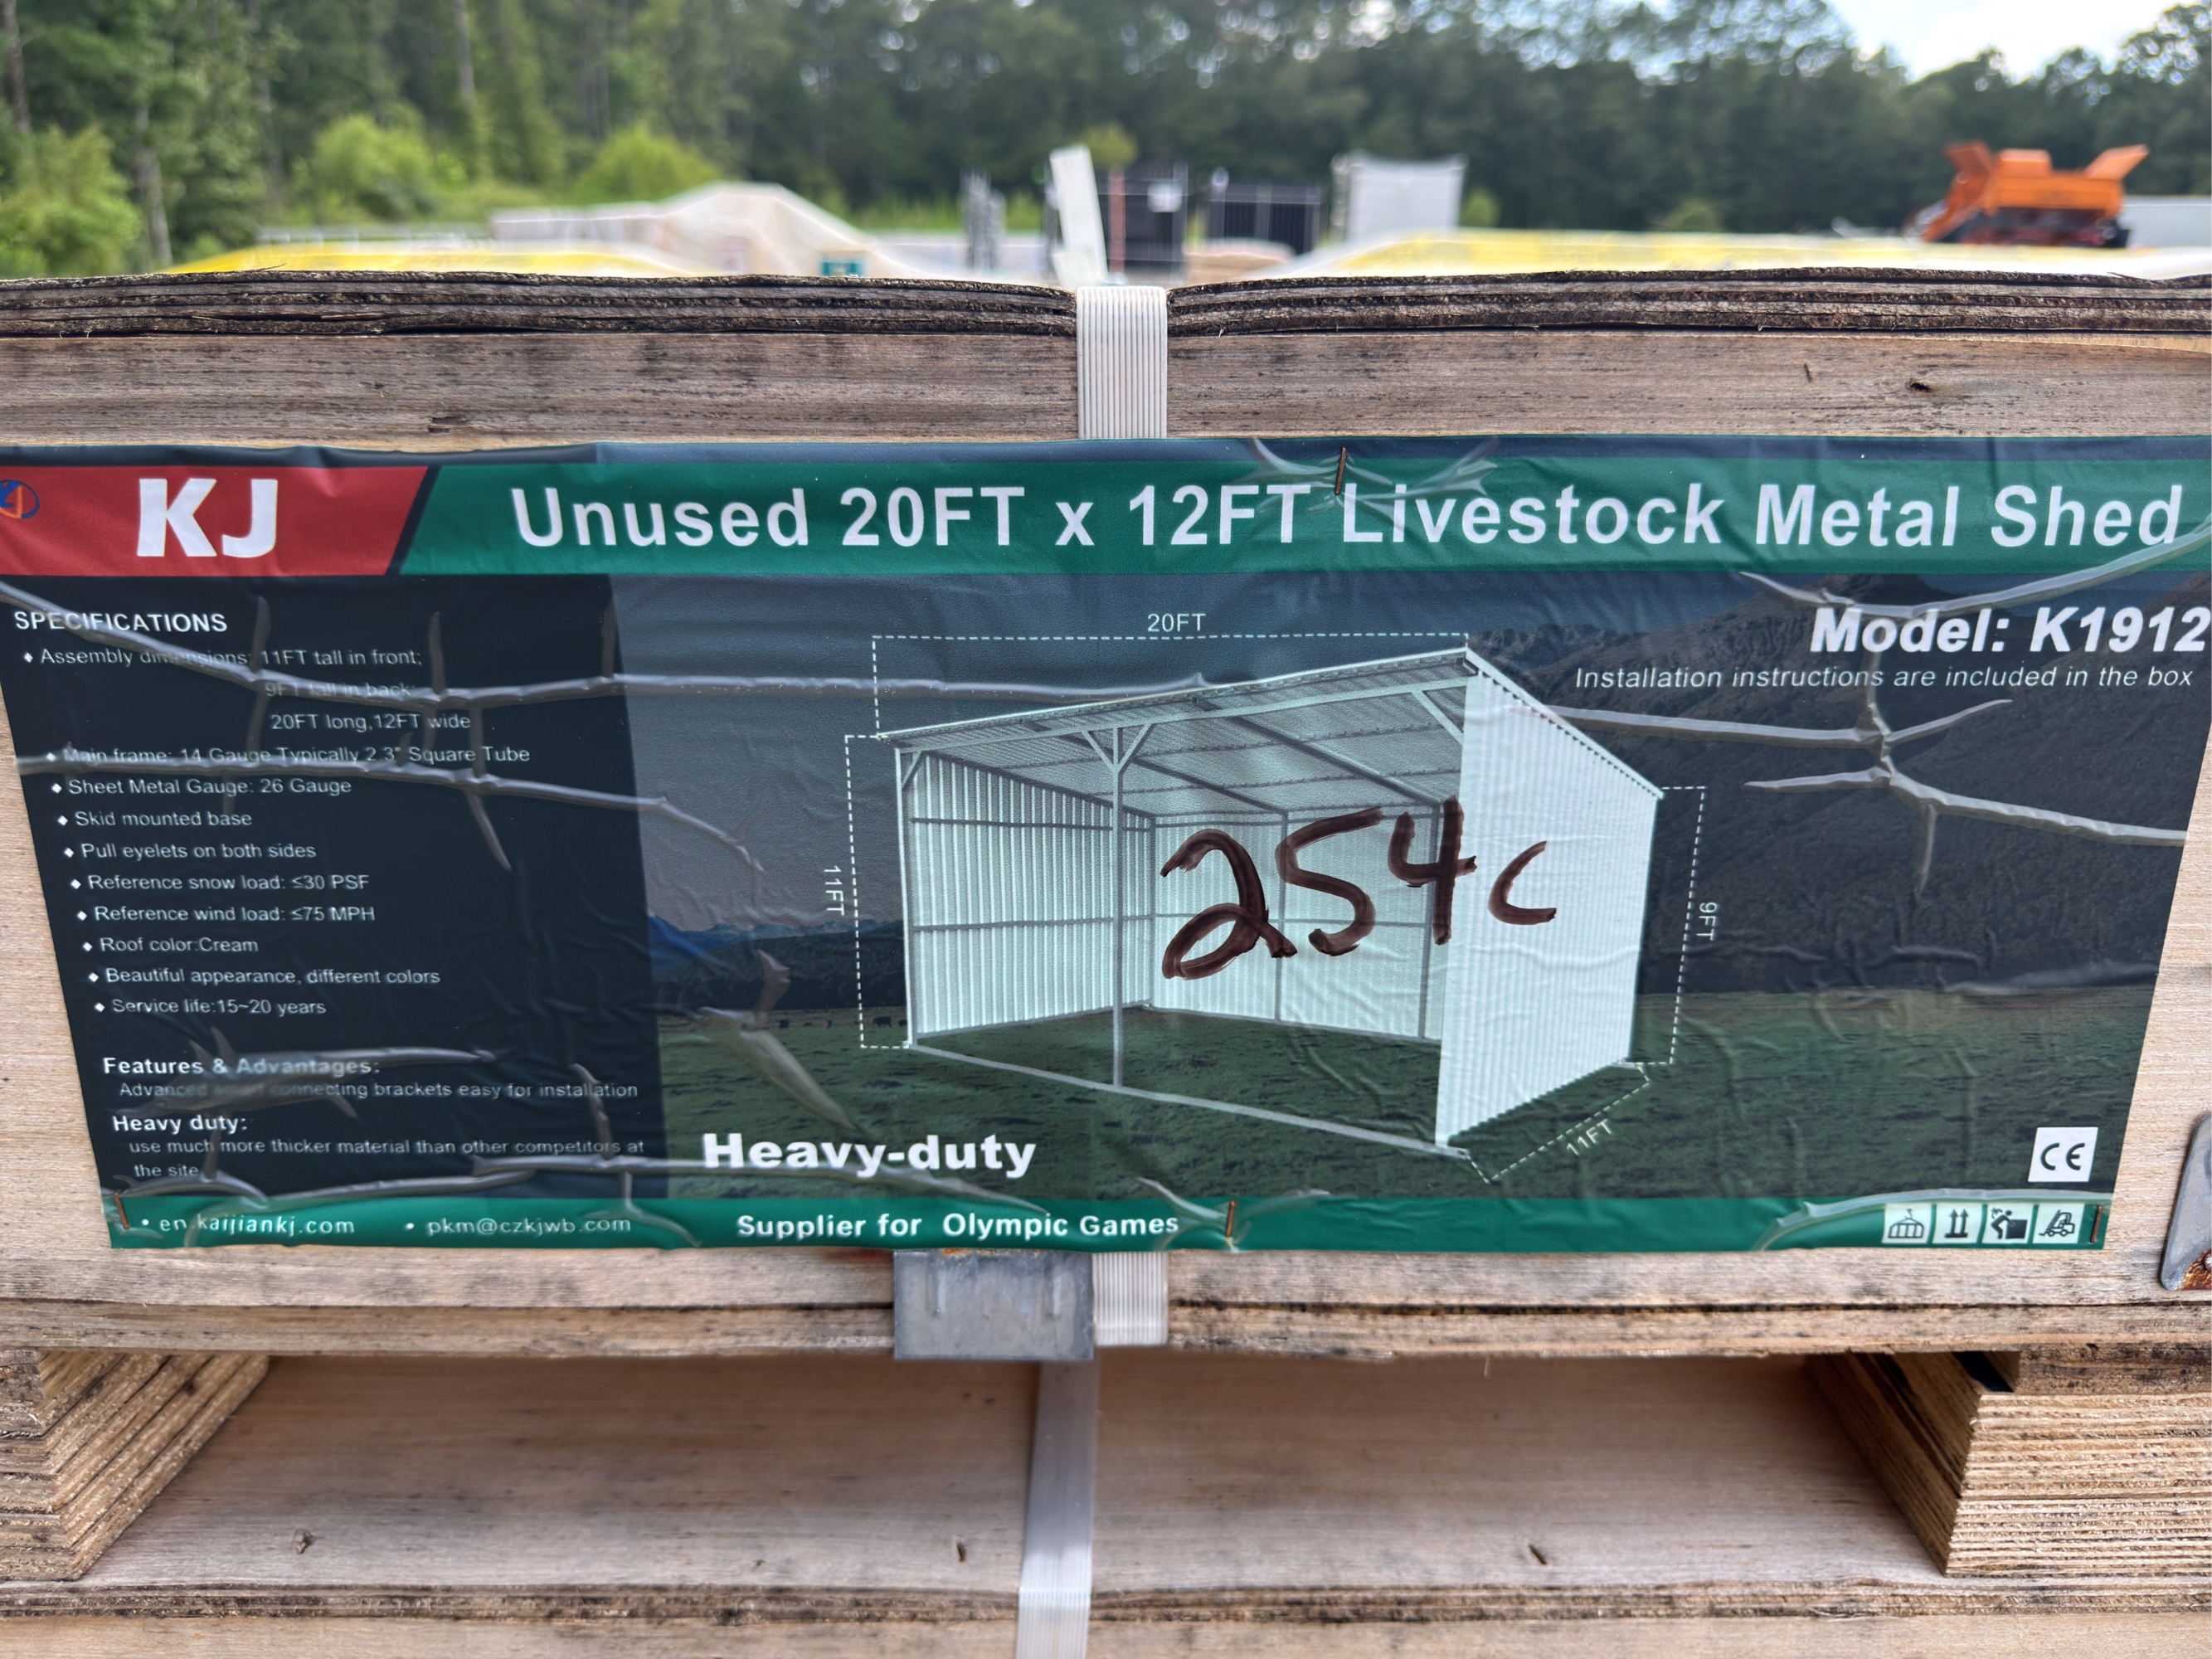 KJ
Unused 20FT x 12FT Livestock Metal Shed
SPECIFICATIONS
Assembly dimensions: 11FT tall in front;
9FT tall in back;
20FT long,12FT wide
Main frame: 14 Gauge Typically 2.3" Square Tube
Sheet Metal Gauge: 26 Gauge
Skid mounted base
Pull eyelets on both sides
Reference snow load: ≤30 PSF
Reference wind load: ≤75 MPH
Roof color:Cream
Beautiful appearance, different colors
Service life:15~20 years
Features & Advantages:
Advanced connecting brackets easy for installation
Heavy duty:
use much more thicker material than other competitors at
the site
20FT
11FT
9FT
11FT
254c
Model: K1912
Installation instructions are included in the box
Heavy-duty
CE
• en.kaijiankj.com • pkm@czkjwb.com Supplier for Olympic Games